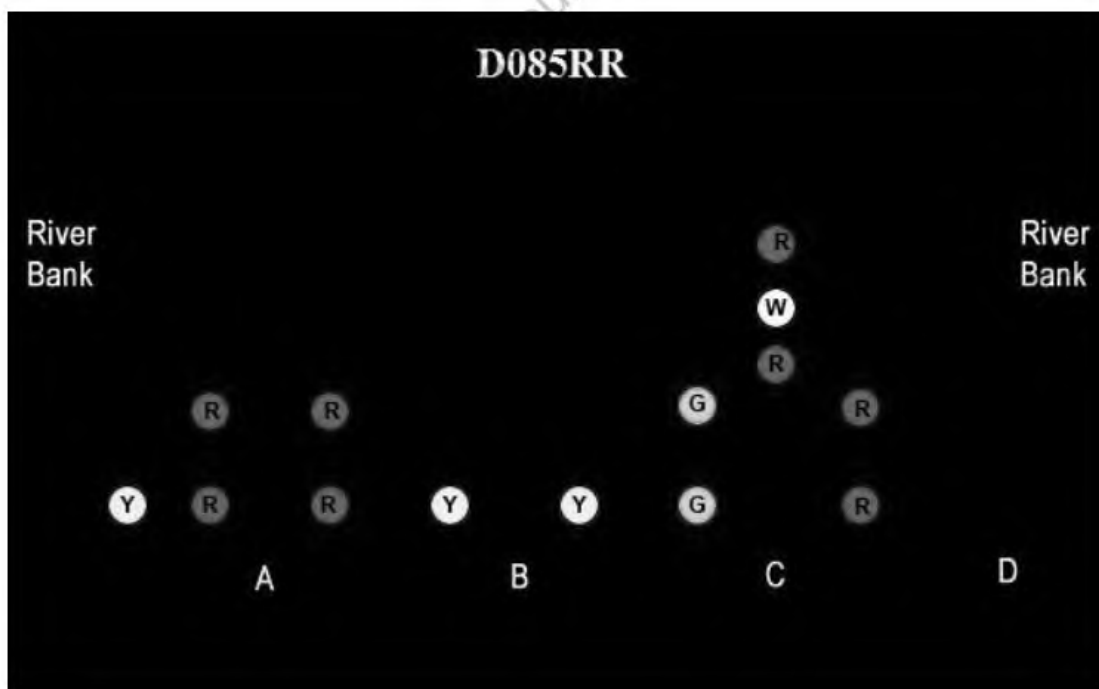 D085RR
River
Bank
River
Bank
R
W
R
R R G R
Y R R Y Y G R
A B C D